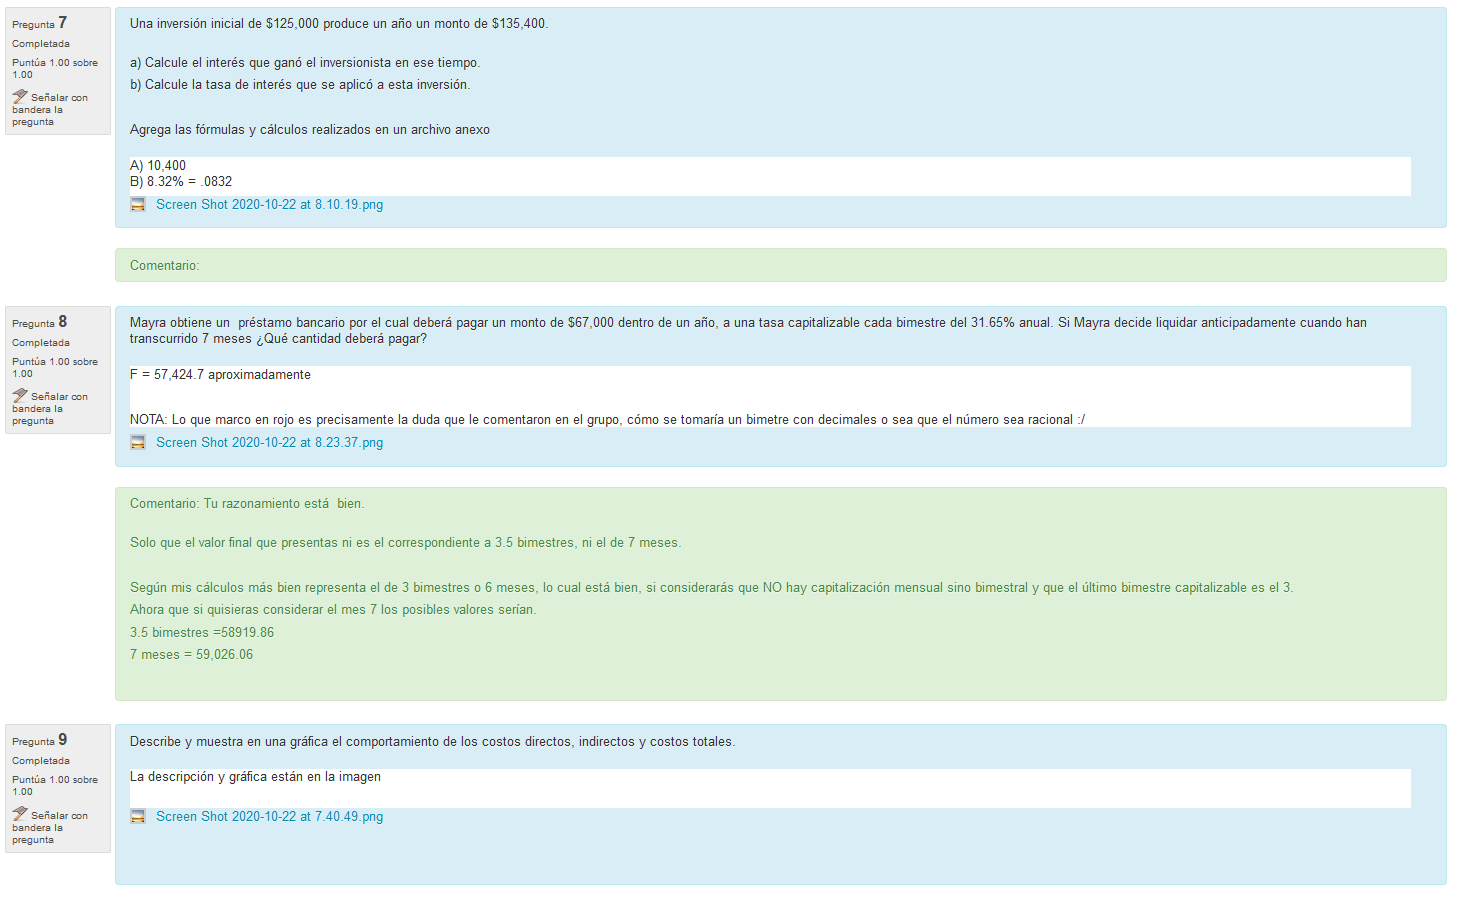 Pregunta 7
Completada
Puntúa 1.00 sobre
1.00
Señalar con
bandera la
pregunta
Una inversión inicial de $125,000 produce un año un monto de $135,400.
a) Calcule el interés que ganó el inversionista en ese tiempo.
b) Calcule la tasa de interés que se aplicó a esta inversión.
Agrega las fórmulas y cálculos realizados en un archivo anexo
A) 10,400
B) 8.32% = .0832
Screen Shot 2020-10-22 at 8.10.19.png
Comentario:
Pregunta 8
Completada
Puntúa 1.00 sobre
1.00
Señalar con
bandera la
pregunta
Mayra obtiene un  préstamo bancario por el cual deberá pagar un monto de $67,000 dentro de un año, a una tasa capitalizable cada bimestre del 31.65% anual. Si Mayra decide liquidar anticipadamente cuando han
transcurrido 7 meses ¿Qué cantidad deberá pagar?
F = 57,424.7 aproximadamente
NOTA: Lo que marco en rojo es precisamente la duda que le comentaron en el grupo, cómo se tomaría un bimetre con decimales o sea que el número sea racional :/
Screen Shot 2020-10-22 at 8.23.37.png
Comentario: Tu razonamiento está  bien.
Solo que el valor final que presentas ni es el correspondiente a 3.5 bimestres, ni el de 7 meses.
Según mis cálculos más bien representa el de 3 bimestres o 6 meses, lo cual está bien, si considerarás que NO hay capitalización mensual sino bimestral y que el último bimestre capitalizable es el 3.
Ahora que si quisieras considerar el mes 7 los posibles valores serían.
3.5 bimestres =58919.86
7 meses = 59,026.06
Pregunta 9
Completada
Puntúa 1.00 sobre
1.00
Señalar con
bandera la
pregunta
Describe y muestra en una gráfica el comportamiento de los costos directos, indirectos y costos totales.
La descripción y gráfica están en la imagen
Screen Shot 2020-10-22 at 7.40.49.png